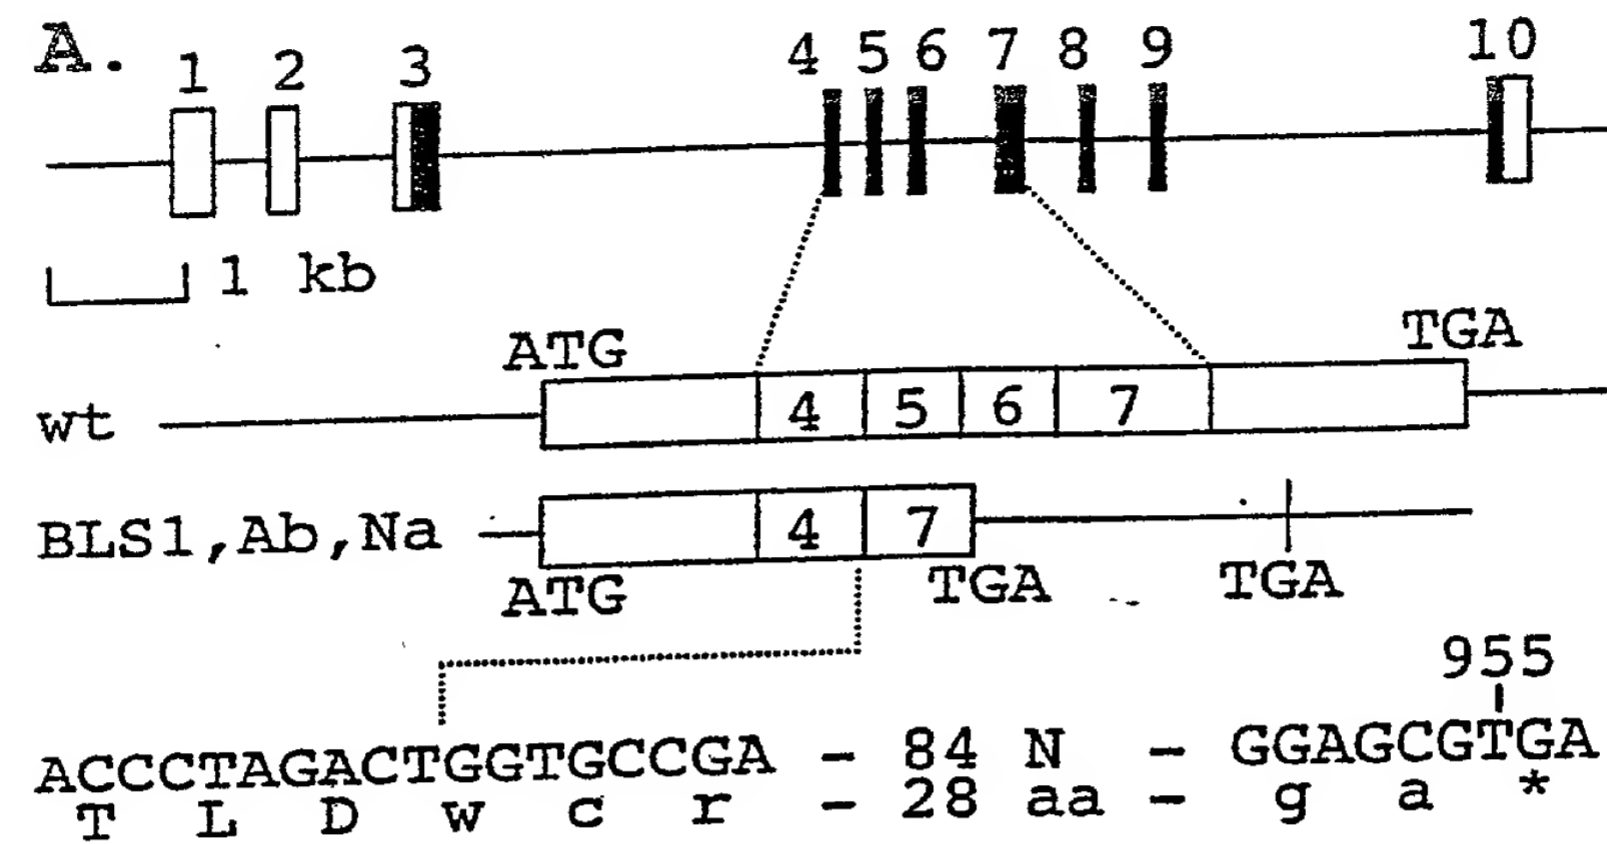 A.
1 2 3 4 5 6 7 8 9 10
1 kb
ATG TGA
wt 4 5 6 7
BLS1,Ab,Na 4 7
ATG TGA TGA
955
ACCCTAGACTGGTGCCGA - 84 N - GGAGCGTGA
T L D w c r - 28 aa - g a *